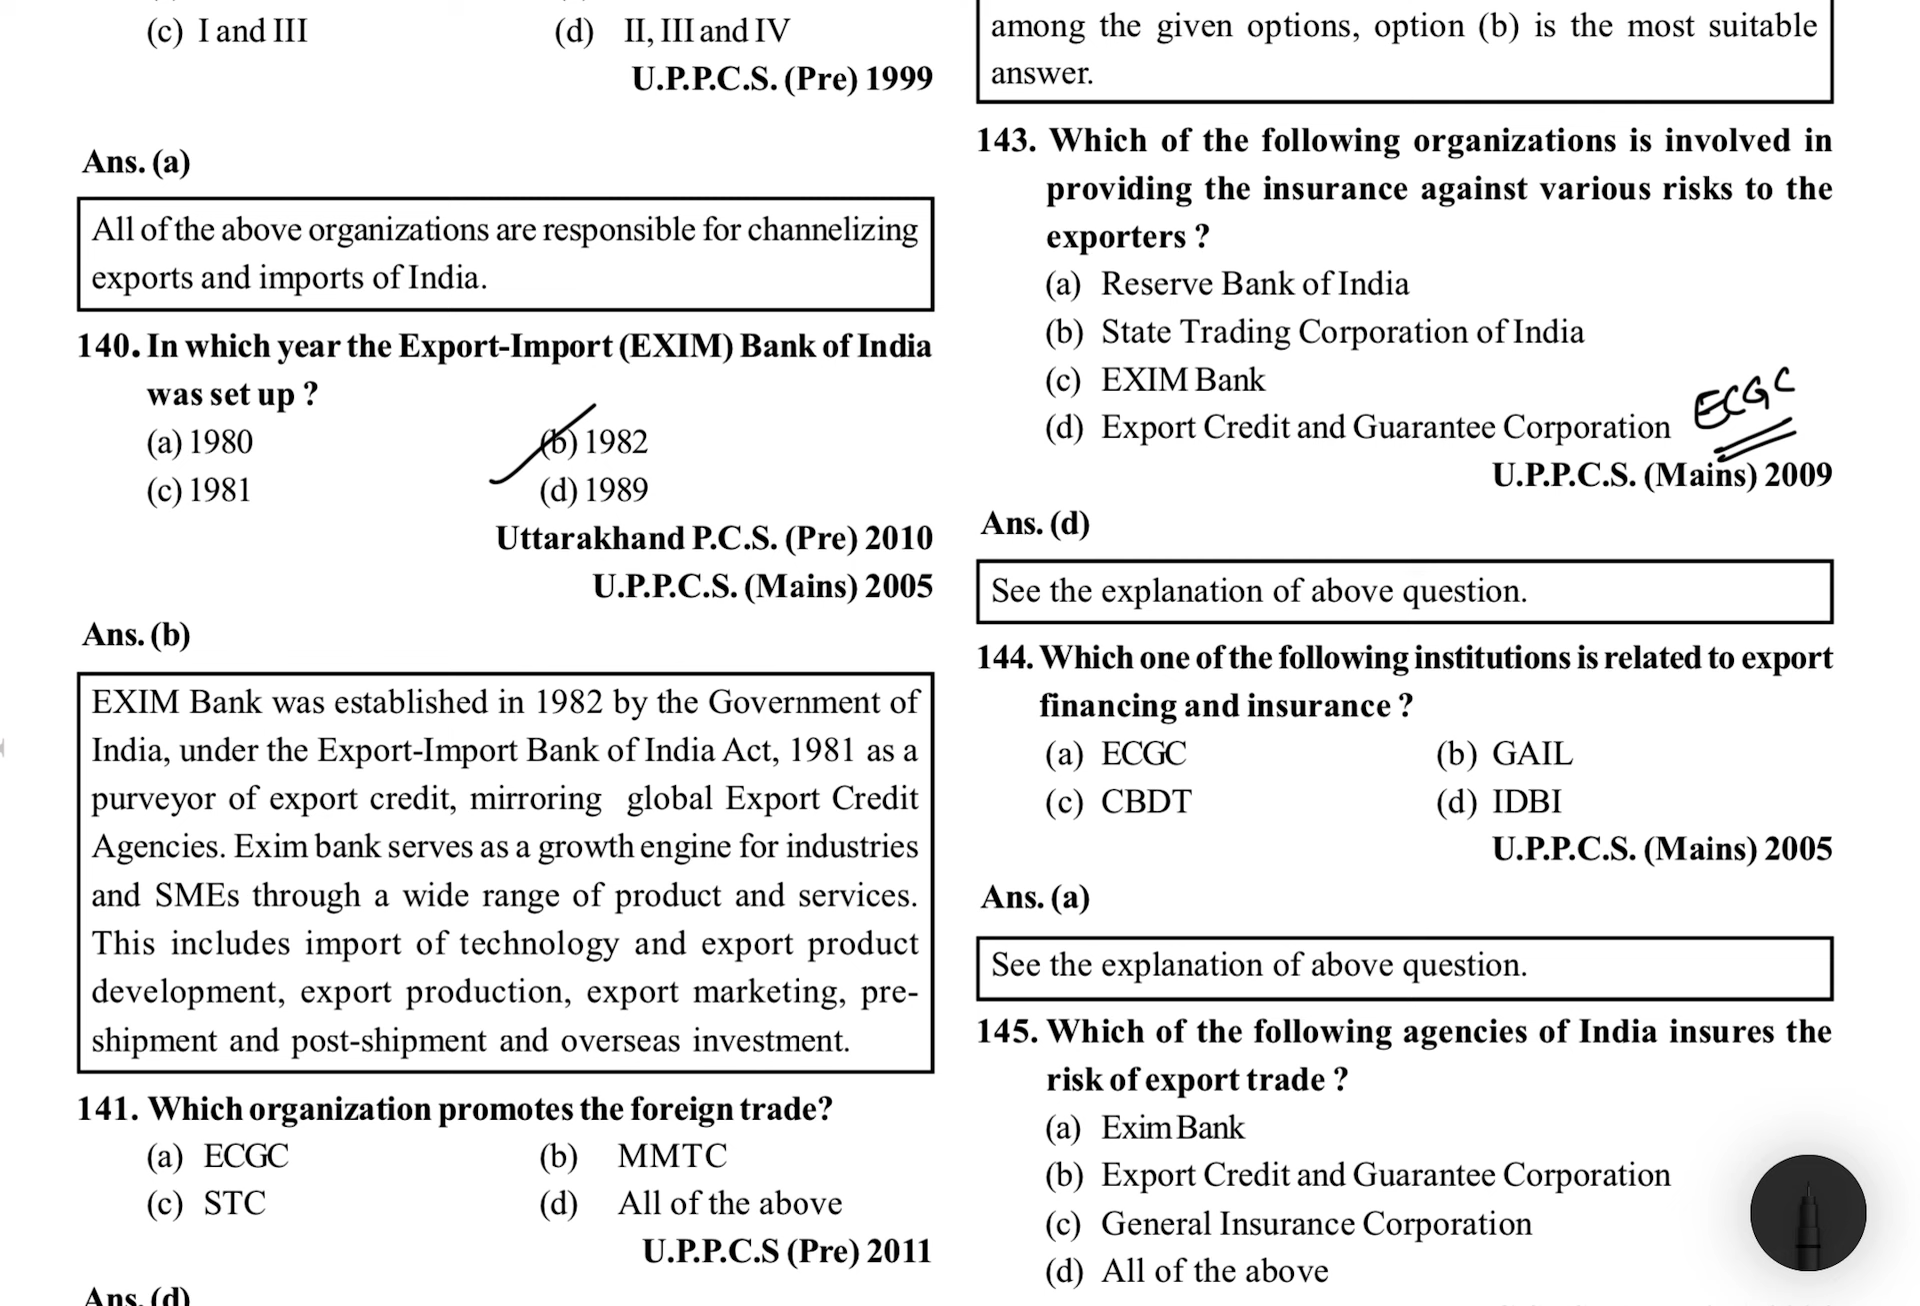 (c) I and III
(d) II, III and IV
U.P.P.C.S. (Pre) 1999
Ans. (a)
All of the above organizations are responsible for channelizing
exports and imports of India.
140. In which year the Export-Import (EXIM) Bank of India
was set up ?
(a) 1980
(b) 1982
(c) 1981
(d) 1989
Uttarakhand P.C.S. (Pre) 2010
U.P.P.C.S. (Mains) 2005
Ans. (b)
EXIM Bank was established in 1982 by the Government of
India, under the Export-Import Bank of India Act, 1981 as a
purveyor of export credit, mirroring global Export Credit
Agencies. Exim bank serves as a growth engine for industries
and SMEs through a wide range of product and services.
This includes import of technology and export product
development, export production, export marketing, pre-
shipment and post-shipment and overseas investment.
141. Which organization promotes the foreign trade?
(a) ECGC
(b) MMTC
(c) STC
(d) All of the above
U.P.P.C.S (Pre) 2011
Ans. (d)
among the given options, option (b) is the most suitable
answer.
143. Which of the following organizations is involved in
providing the insurance against various risks to the
exporters ?
(a) Reserve Bank of India
(b) State Trading Corporation of India
(c) EXIM Bank
(d) Export Credit and Guarantee Corporation
ECGC
U.P.P.C.S. (Mains) 2009
Ans. (d)
See the explanation of above question.
144. Which one of the following institutions is related to export
financing and insurance ?
(a) ECGC
(b) GAIL
(c) CBDT
(d) IDBI
U.P.P.C.S. (Mains) 2005
Ans. (a)
See the explanation of above question.
145. Which of the following agencies of India insures the
risk of export trade ?
(a) Exim Bank
(b) Export Credit and Guarantee Corporation
(c) General Insurance Corporation
(d) All of the above